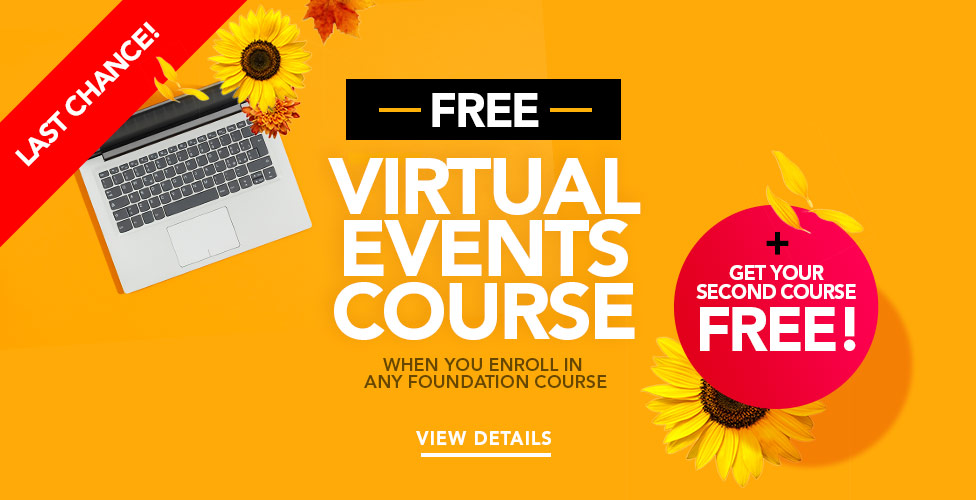 LAST CHANCE!
FREE
VIRTUAL
EVENTS
COURSE
WHEN YOU ENROLL IN
ANY FOUNDATION COURSE
VIEW DETAILS
+
GET YOUR
SECOND COURSE
FREE!